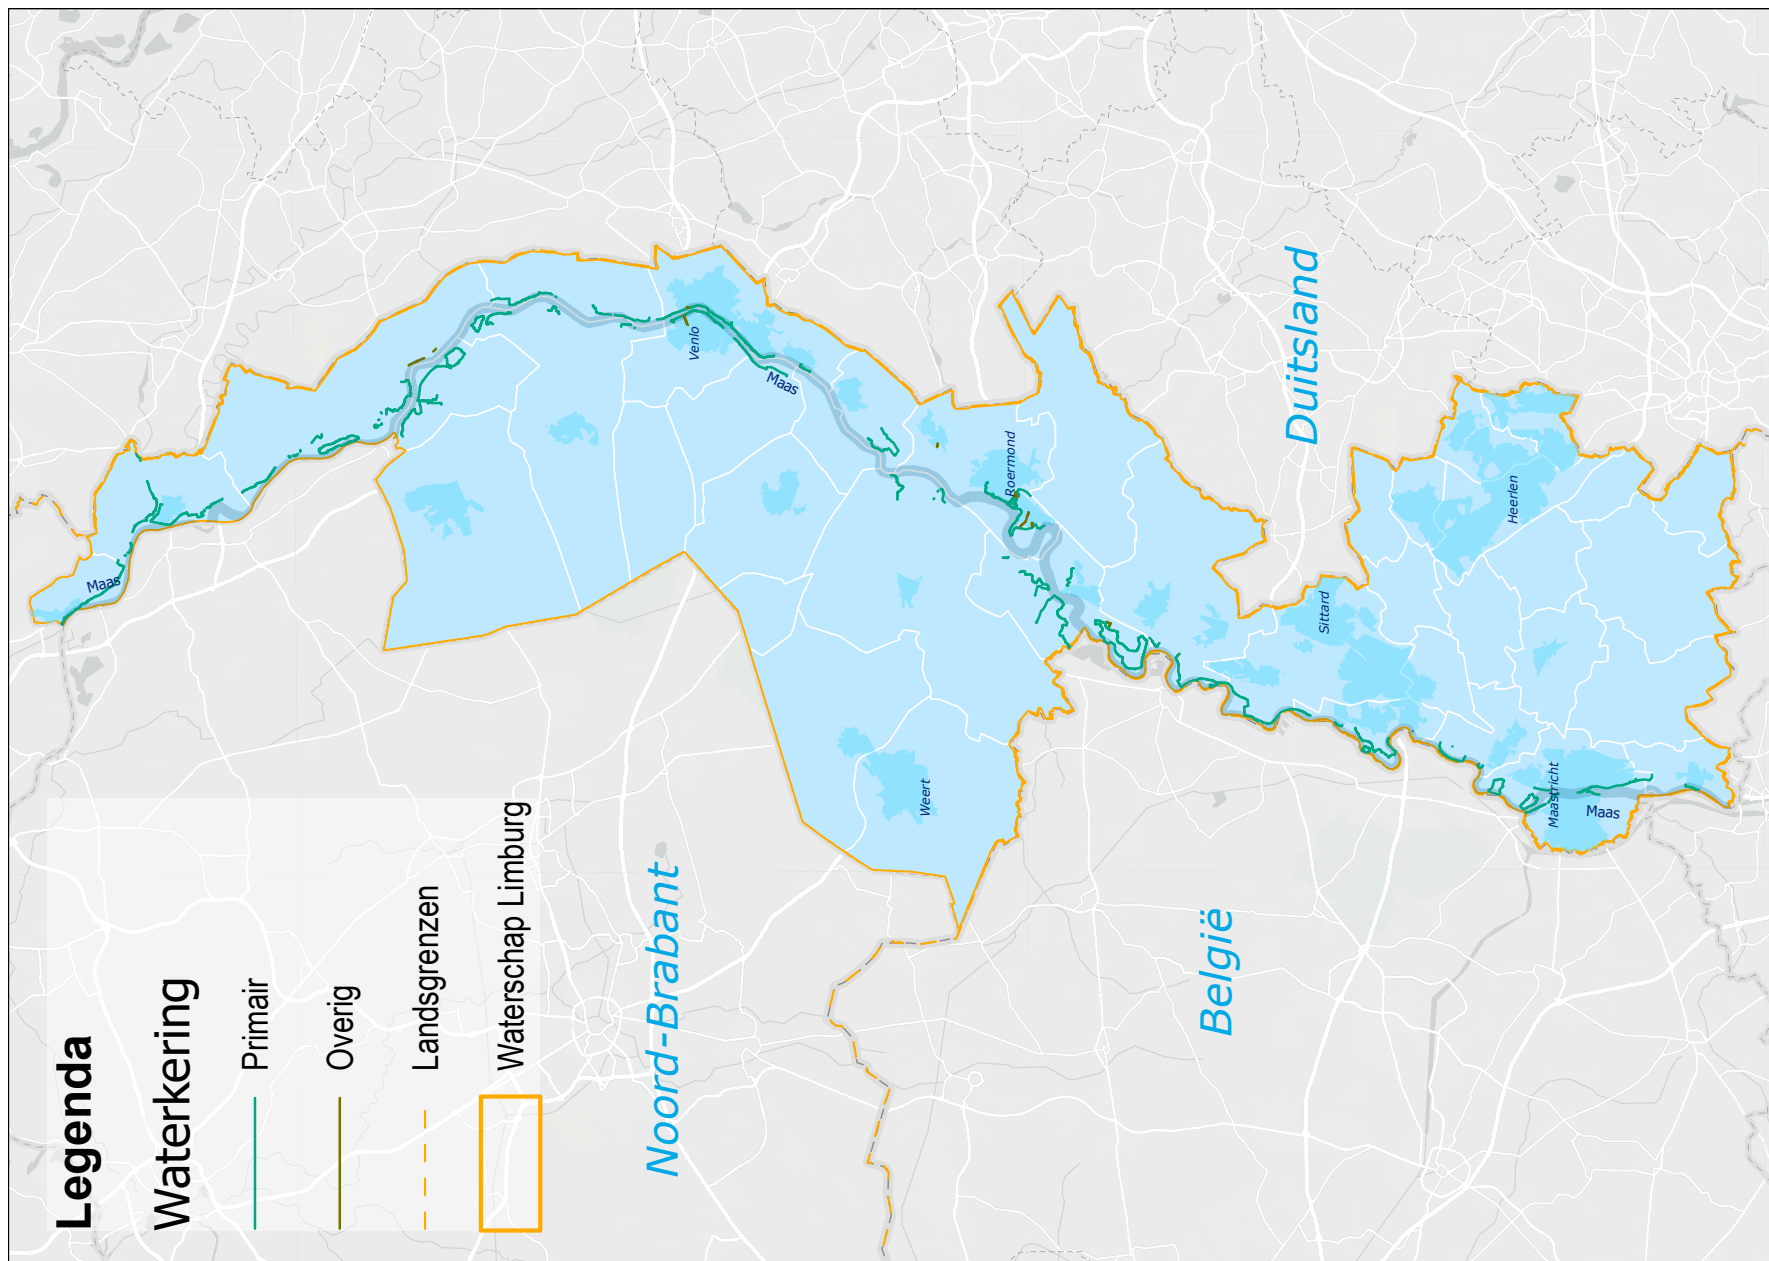 Legenda
Waterkering
Primair
Overig
Landsgrenzen
Waterschap Limburg
Maas
Venlo
Maas
Roermond
Duitsland
Noord-Brabant
Weert
Sittard
Heerlen
België
Maastricht
Maas